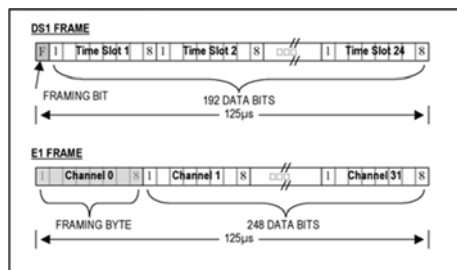 DS1 FRAME
F 1 Time Slot 1 8 1 Time Slot 2 8 1 Time Slot 24 8
FRAMING BIT
192 DATA BITS
125µs
E1 FRAME
1 Channel 0 8 1 Channel 1 8 1 Channel 31 8
FRAMING BYTE
248 DATA BITS
125µs